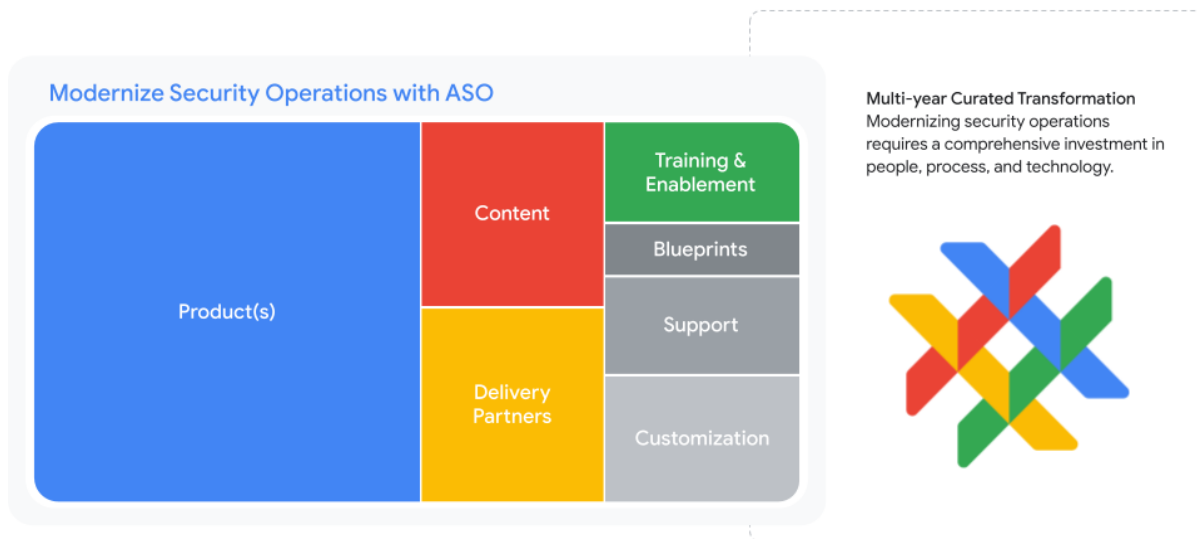 Modernize Security Operations with ASO
Product(s)
Content
Delivery
Partners
Training &
Enablement
Blueprints
Support
Customization
Multi-year Curated Transformation
Modernizing security operations
requires a comprehensive investment in
people, process, and technology.